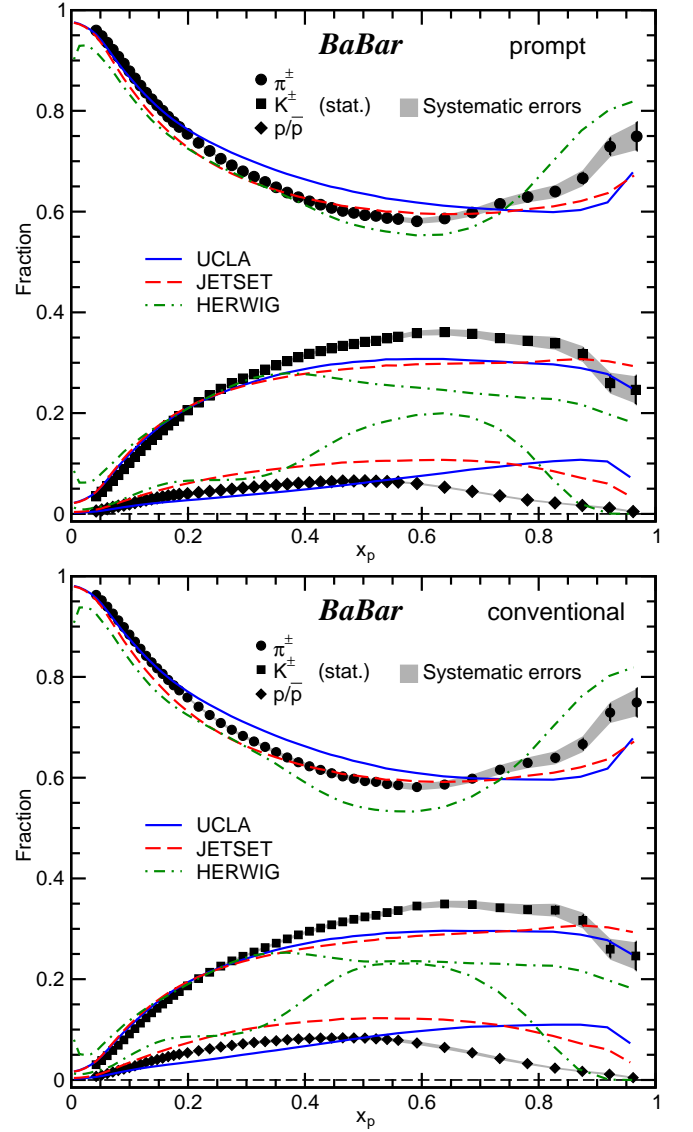 1
BaBar prompt
π±
K± (stat.) Systematic errors
p/p̅
0.8
0.6
Fraction
UCLA
JETSET
HERWIG
0.4
0.2
0
0 0.2 0.4 0.6 0.8 1
xp
1
BaBar conventional
π±
K± (stat.) Systematic errors
p/p̅
0.8
0.6
Fraction
UCLA
JETSET
HERWIG
0.4
0.2
0
0 0.2 0.4 0.6 0.8 1
xp